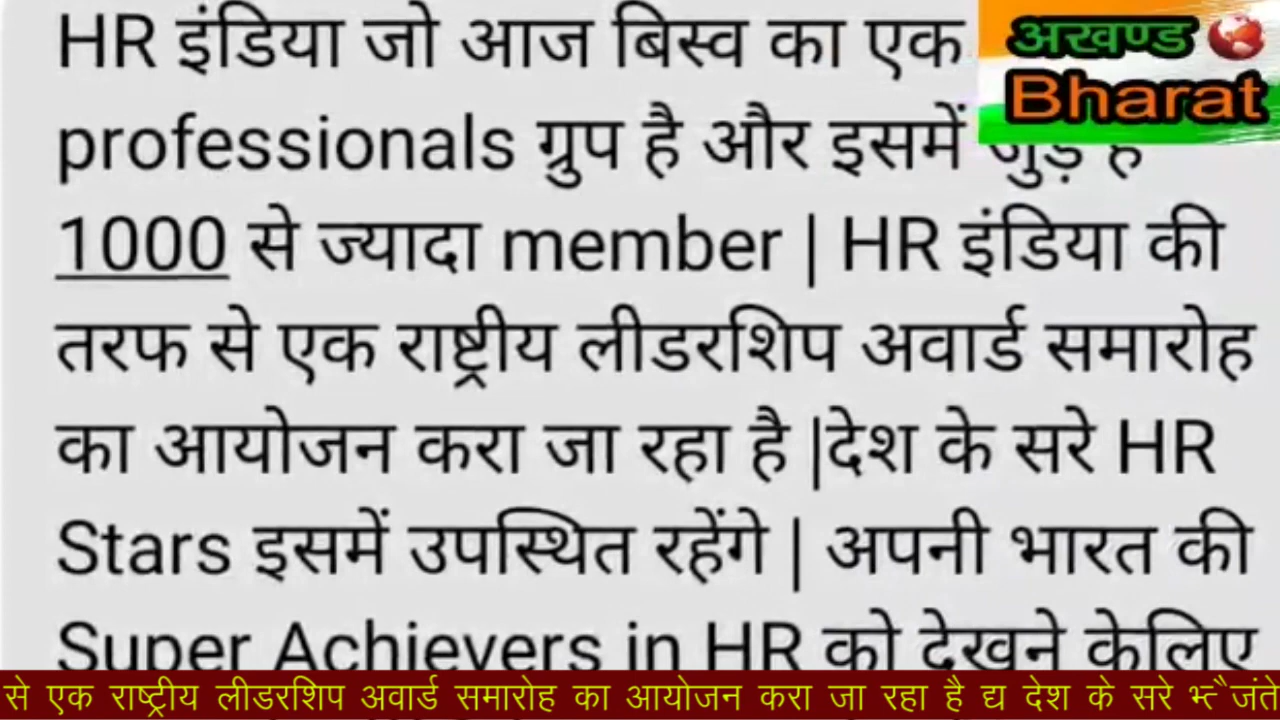 HR इंडिया जो आज बिस्व का एक
अखण्ड
Bharat
professionals ग्रुप है और इसमें जुड़े है
1000 से ज्यादा member | HR इंडिया की
तरफ से एक राष्ट्रीय लीडरशिप अवार्ड समारोह
का आयोजन करा जा रहा है |देश के सरे HR
Stars इसमें उपस्थित रहेंगे | अपनी भारत की
Super Achievers in HR को देखने केलिए
से एक राष्ट्रीय लीडरशिप अवार्ड समारोह का आयोजन करा जा रहा है द्य देश के सरे